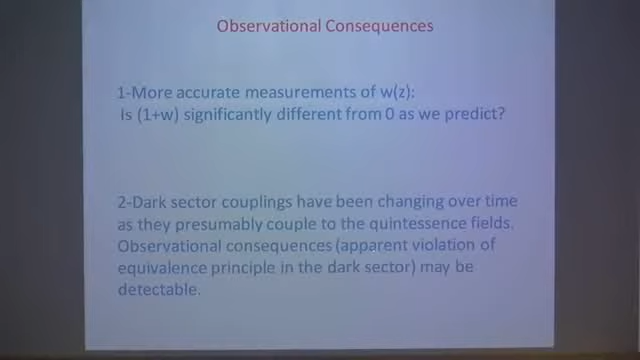 Observational Consequences
1-More accurate measurements of w(z):
Is (1+w) significantly different from 0 as we predict?
2-Dark sector couplings have been changing over time
as they presumably couple to the quintessence fields.
Observational consequences (apparent violation of
equivalence principle in the dark sector) may be
detectable.